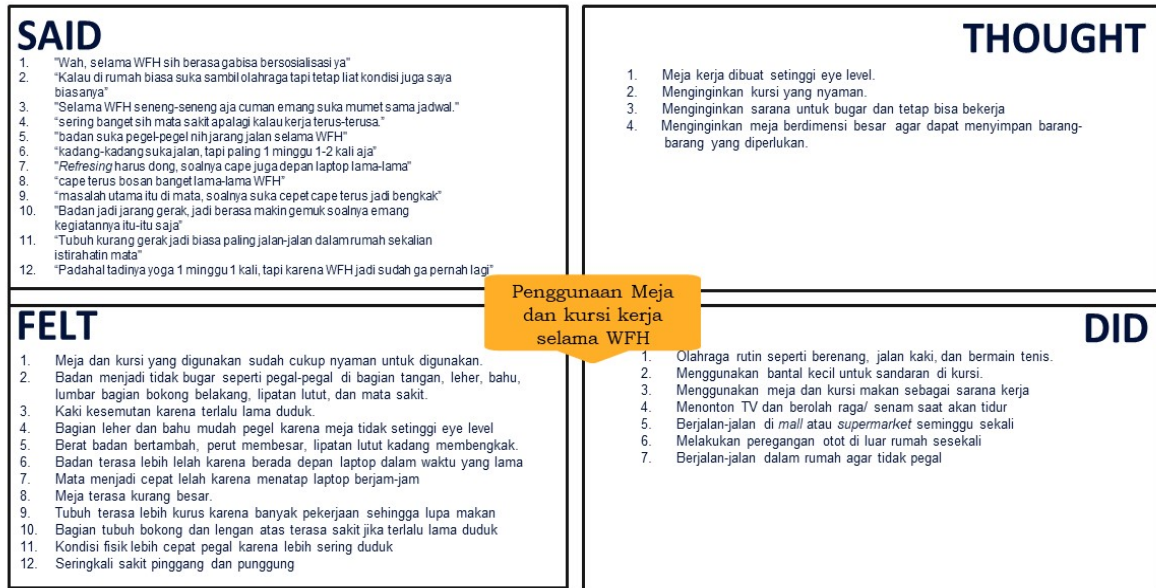 SAID
1. "Wah, selama WFH sih berasa gabisa bersosialisasi ya"
2. "Kalau di rumah biasa suka sambil olahraga tapi tetap liat kondisi juga saya
biasanya"
3. "Selama WFH seneng-seneng aja cuman emang suka mumet sama jadwal."
4. "sering banget sih mata sakit apalagi kalau kerja terus-terusa."
5. "badan suka pegel-pegel nih jarang jalan selama WFH"
6. "kadang-kadang suka jalan, tapi paling 1 minggu 1-2 kali aja"
7. "Refresing harus dong, soalnya cape juga depan laptop lama-lama"
8. "cape terus bosan banget lama-lama WFH"
9. "masalah utama itu di mata, soalnya suka cepet cape terus jadi bengkak"
10. "Badan jadi jarang gerak, jadi berasa makin gemuk soalnya emang
kegiatannya itu-itu saja"
11. "Tubuh kurang gerak jadi biasa paling jalan-jalan dalam rumah sekalian
istirahatin mata"
12. "Padahal tadinya yoga 1 minggu 1 kali, tapi karena WFH jadi sudah ga pernah lagi"
THOUGHT
1. Meja kerja dibuat setinggi eye level.
2. Menginginkan kursi yang nyaman.
3. Menginginkan sarana untuk bugar dan tetap bisa bekerja
4. Menginginkan meja berdimensi besar agar dapat menyimpan barang-
barang yang diperlukan.
Penggunaan Meja
dan kursi kerja
selama WFH
FELT
1. Meja dan kursi yang digunakan sudah cukup nyaman untuk digunakan.
2. Badan menjadi tidak bugar seperti pegal-pegal di bagian tangan, leher, bahu,
lumbar bagian bokong belakang, lipatan lutut, dan mata sakit.
3. Kaki kesemutan karena terlalu lama duduk.
4. Bagian leher dan bahu mudah pegel karena meja tidak setinggi eye level
5. Berat badan bertambah, perut membesar, lipatan lutut kadang membengkak.
6. Badan terasa lebih lelah karena berada depan laptop dalam waktu yang lama
7. Mata menjadi cepat lelah karena menatap laptop berjam-jam
8. Meja terasa kurang besar.
9. Tubuh terasa lebih kurus karena banyak pekerjaan sehingga lupa makan
10. Bagian tubuh bokong dan lengan atas terasa sakit jika terlalu lama duduk
11. Kondisi fisik lebih cepat pegal karena lebih sering duduk
12. Seringkali sakit pinggang dan punggung
DID
1. Olahraga rutin seperti berenang, jalan kaki, dan bermain tenis.
2. Menggunakan bantal kecil untuk sandaran di kursi.
3. Menggunakan meja dan kursi makan sebagai sarana kerja
4. Menonton TV dan berolah raga/ senam saat akan tidur
5. Berjalan-jalan di mall atau supermarket seminggu sekali
6. Melakukan peregangan otot di luar rumah sesekali
7. Berjalan-jalan dalam rumah agar tidak pegal